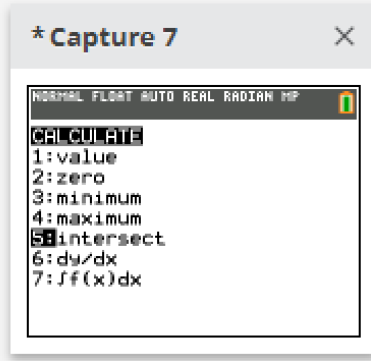 *Capture 7
NORMAL FLOAT AUTO REAL RADIAN MP
CALCULATE
1:value
2:zero
3:minimum
4:maximum
5:intersect
6:dy/dx
7:∫f(x)dx